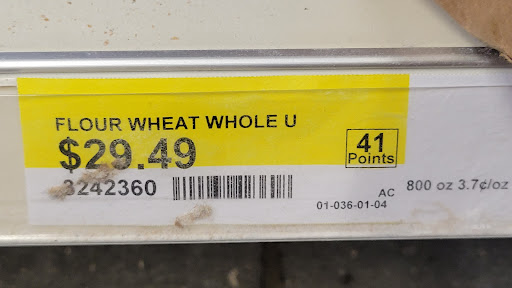 FLOUR WHEAT WHOLE U
$29.49
41
Points
3242360
AC
800 oz 3.7¢/oz
01-036-01-04